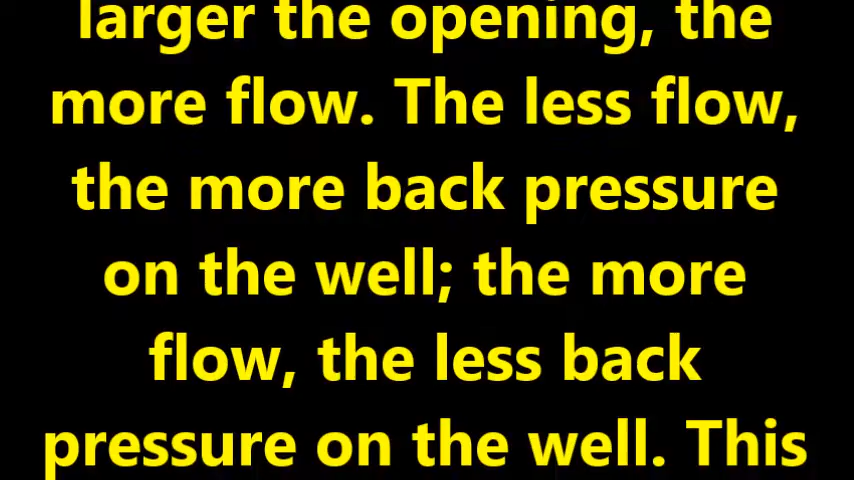 larger the opening, the
more flow. The less flow,
the more back pressure
on the well; the more
flow, the less back
pressure on the well. This